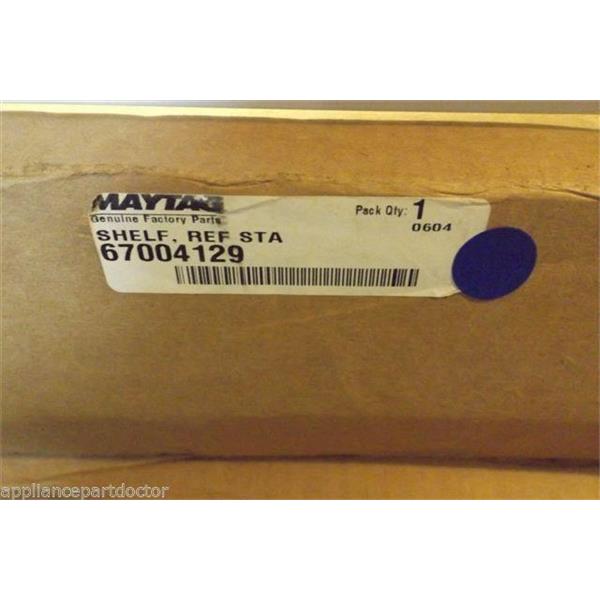 MAYTAG
Genuine Factory Parts
Pack Qty: 1
0604
SHELF, REF STA
67004129
appliancepartdoctor